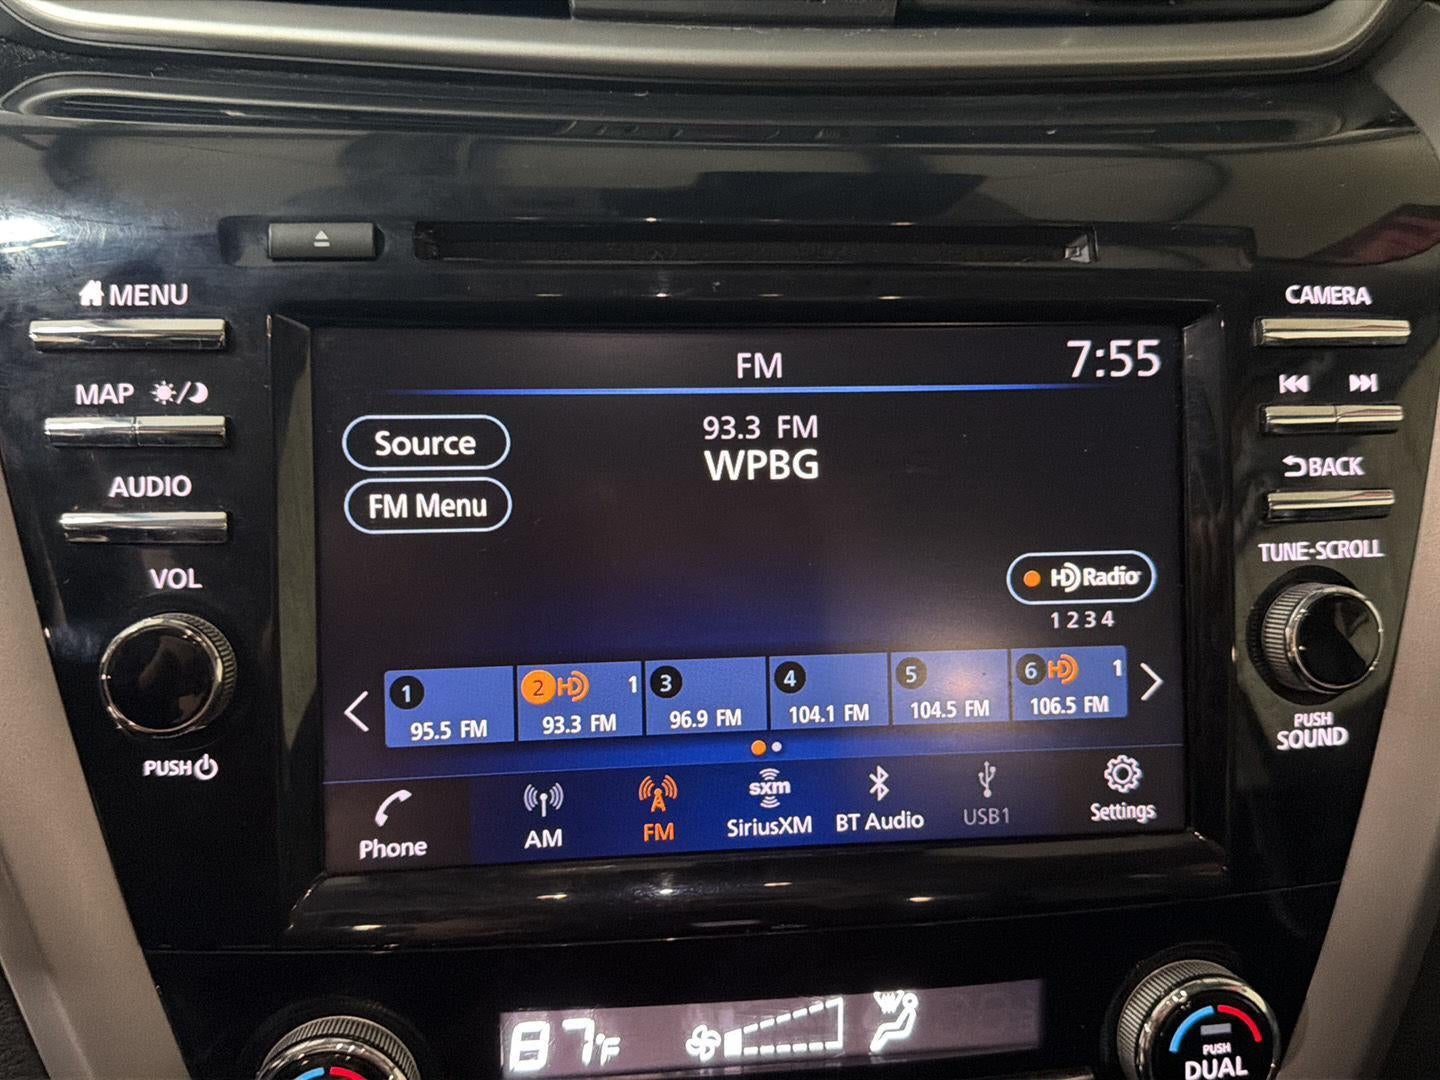 MENU
CAMERA
MAP
AUDIO
BACK
VOL
TUNE-SCROLL
PUSH
PUSH
SOUND
FM 7:55
Source
93.3 FM
FM Menu
WPBG
HD Radio
1 2 3 4
1 2 HD 1 3 4 5 6 HD 1
95.5 FM 93.3 FM 96.9 FM 104.1 FM 104.5 FM 106.5 FM
sxm
Phone AM FM SiriusXM BT Audio USB1 Settings
87°F
PUSH
DUAL